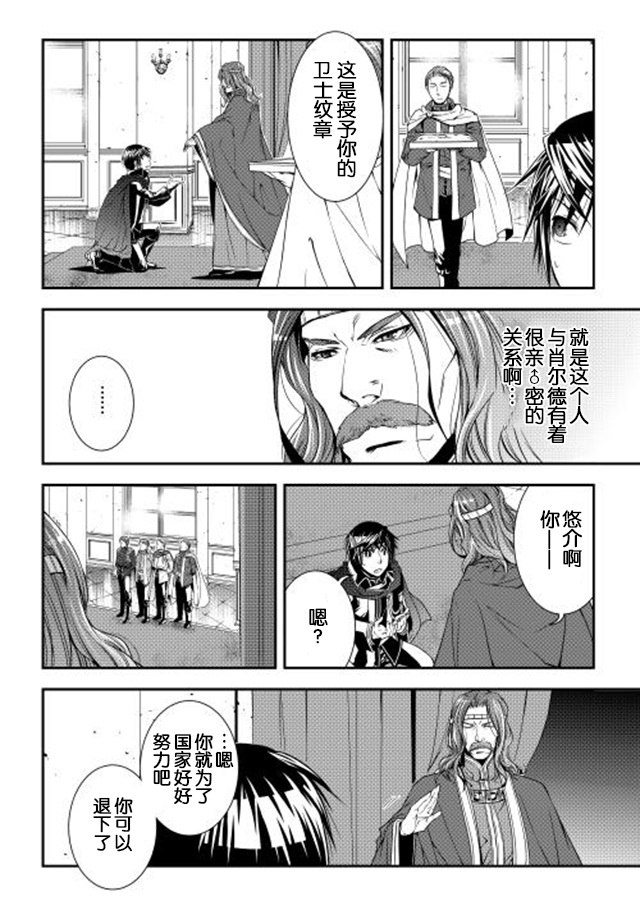 这是授予你的
卫士纹章
就是这个人
与肖尔德有着
很亲♂密的
关系啊…
……
悠介啊
你——
嗯？
…嗯
你就为了
国家好好
努力吧
你可以
退下了